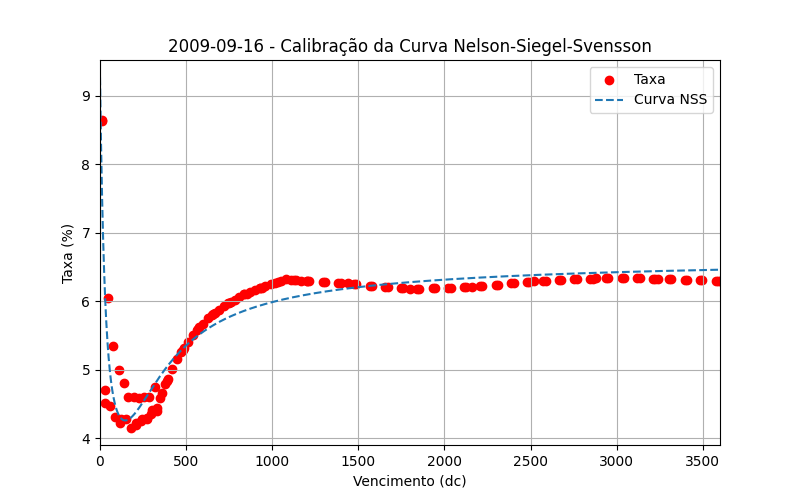 2009-09-16 - Calibração da Curva Nelson-Siegel-Svensson
Taxa
Curva NSS
Taxa (%)
9
8
7
6
5
4
0 500 1000 1500 2000 2500 3000 3500
Vencimento (dc)